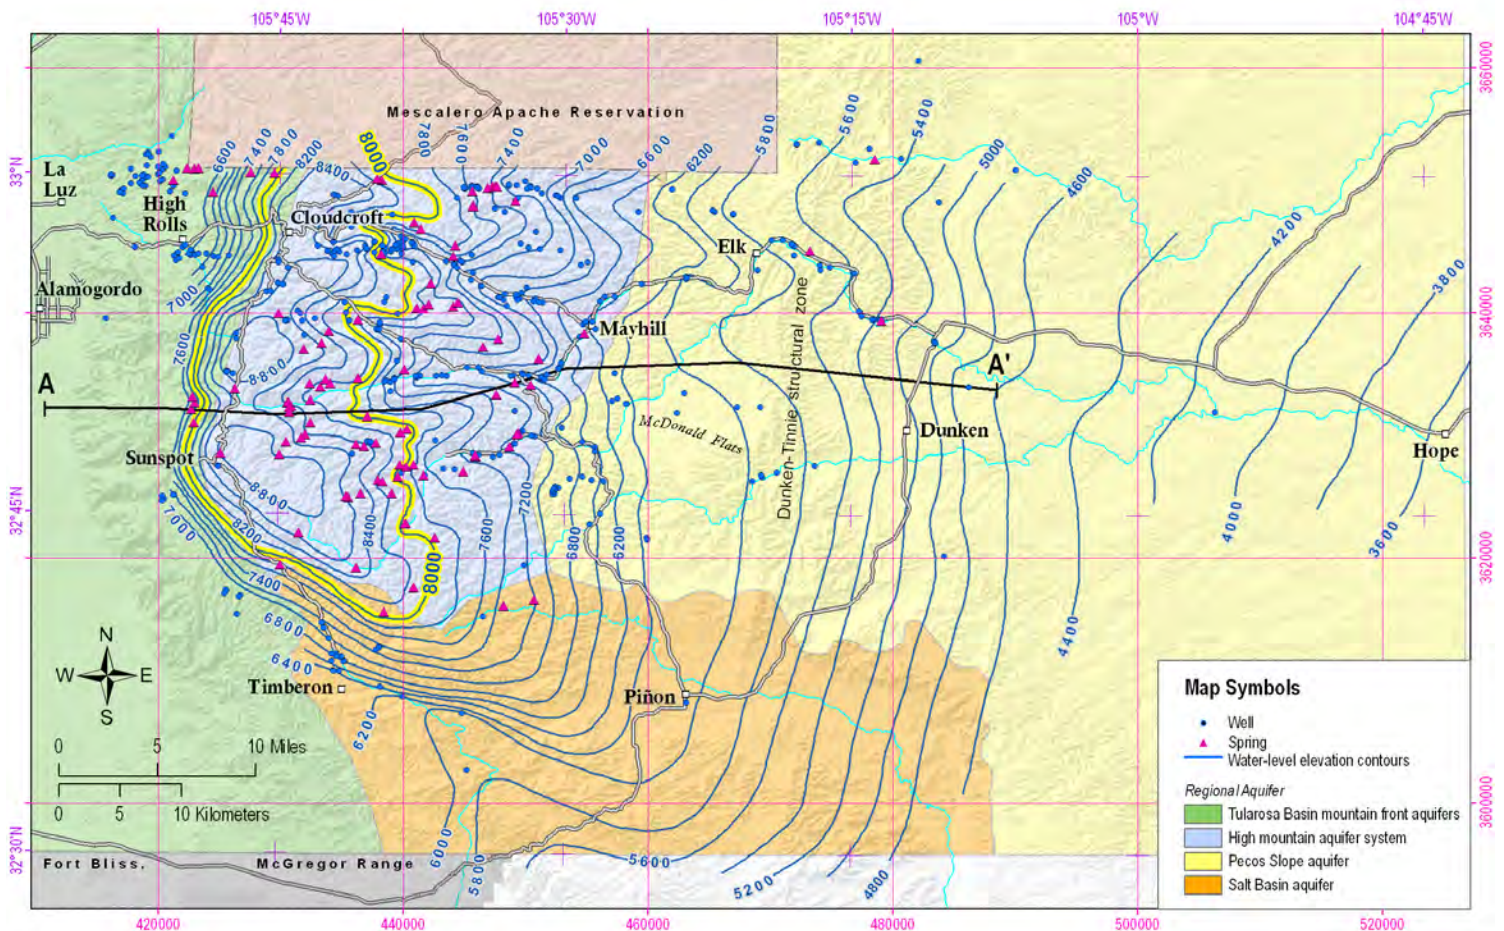 105°45'W 105°30'W 105°15'W 105°W 104°45'W
3660000
Mescalero Apache Reservation
6600 7400 7800 8200 8400 8000 7800 7600 7400 7000 6600 6200 5800 5600 5400 5000 4600
33°N
La
Luz
High
Rolls
Cloudcroft
Elk
4200
3800
7000
Alamogordo
Mayhill
3640000
7600
8800
Dunken-Tinnie structural zone
A
A'
McDonald Flats
Dunken
Hope
Sunspot
8800
7200
32°45'N
7000
8200
8400
7600
6800
6200
4000
3600
3620000
7400
8000
6800
4400
6400
Timberon
Piñon
6200
N
W E
S
0 5 10 Miles
0 5 10 Kilometers
Map Symbols
Well
Spring
Water-level elevation contours
Regional Aquifer
Tularosa Basin mountain front aquifers
High mountain aquifer system
Pecos Slope aquifer
Salt Basin aquifer
3600000
32°30'N
Fort Bliss. McGregor Range
6000
5800
5600
5200
4800
420000 440000 460000 480000 500000 520000